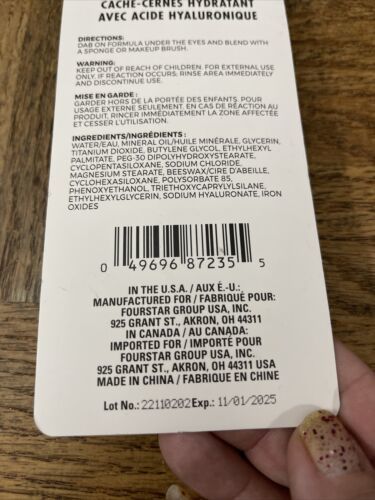 CACHE-CERNES HYDRATANT
AVEC ACIDE HYALURONIQUE
DIRECTIONS:
DAB ON FORMULA UNDER THE EYES AND BLEND WITH
A SPONGE OR MAKEUP BRUSH.
WARNING:
KEEP OUT OF REACH OF CHILDREN. FOR EXTERNAL USE
ONLY. IF REACTION OCCURS; RINSE AREA IMMEDIATELY
AND DISCONTINUE USE.
MISE EN GARDE :
GARDER HORS DE LA PORTÉE DES ENFANTS. POUR
USAGE EXTERNE SEULEMENT. EN CAS DE RÉACTION AU
PRODUIT, RINCER IMMÉDIATEMENT LA ZONE AFFECTÉE
ET CESSER L'UTILISATION.
INGREDIENTS/INGRÉDIENTS :
WATER/EAU, MINERAL OIL/HUILE MINÉRALE, GLYCERIN,
TITANIUM DIOXIDE, BUTYLENE GLYCOL, ETHYLHEXYL
PALMITATE, PEG-30 DIPOLYHYDROXYSTEARATE,
CYCLOPENTASILOXANE, SODIUM CHLORIDE,
MAGNESIUM STEARATE, BEESWAX/CIRE D'ABEILLE,
CYCLOHEXASILOXANE, POLYSORBATE 85,
PHENOXYETHANOL, TRIETHOXYCAPRYLYLSILANE,
ETHYLHEXYLGLYCERIN, SODIUM HYALURONATE, IRON
OXIDES
0 49696 87235 5
IN THE U.S.A. / AUX É.-U.:
MANUFACTURED FOR / FABRIQUÉ POUR:
FOURSTAR GROUP USA, INC.
925 GRANT ST., AKRON, OH 44311
IN CANADA / AU CANADA:
IMPORTED FOR / IMPORTÉ POUR
FOURSTAR GROUP USA, INC.
925 GRANT ST., AKRON, OH 44311 USA
MADE IN CHINA / FABRIQUÉ EN CHINE
Lot No.: 22110202 Exp.: 11/01/2025